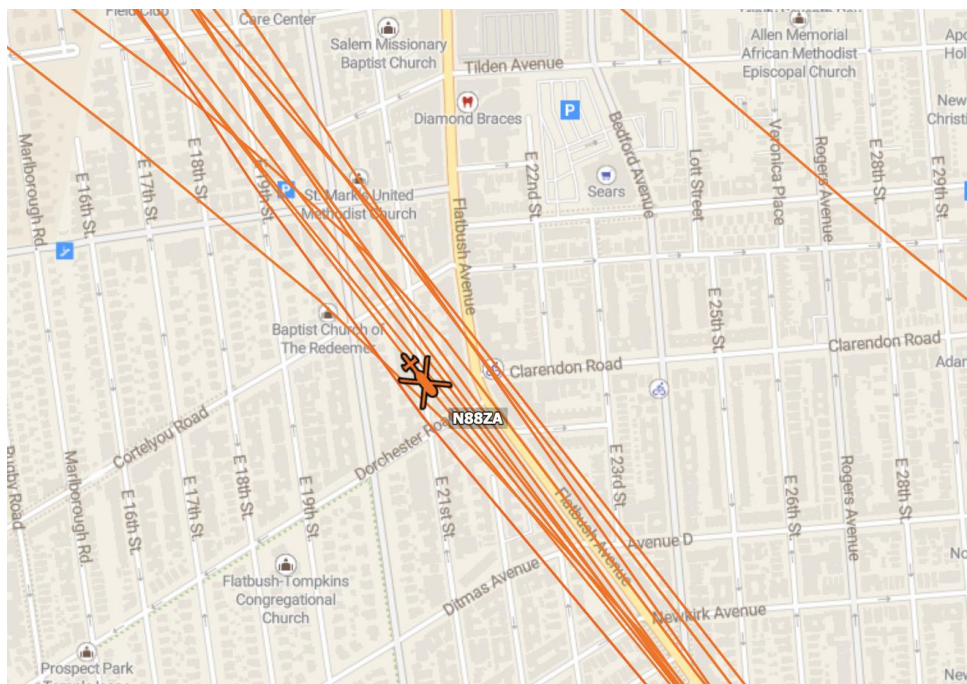 Field Club
Care Center
Salem Missionary
Baptist Church
Tilden Avenue
Allen Memorial
African Methodist
Episcopal Church
Diamond Braces
P
Bedford Avenue
Marlborough Rd.
E 16th St.
E 17th St.
E 18th St.
E 19th St.
P
St. Mark's United
Methodist Church
Flatbush Avenue
E 22nd St.
Sears
Lott Street
Veronica Place
Rogers Avenue
E 28th St.
E 29th St.
Baptist Church of
The Redeemer
E 25th St.
Clarendon Road
Clarendon Road
N88ZA
Cortelyou Road
Dorchester Road
Rugby Road
Marlborough Rd.
E 16th St.
E 17th St.
E 18th St.
E 19th St.
E 21st St.
E 23rd St.
E 26th St.
Rogers Avenue
E 28th St.
Flatbush Avenue
Avenue D
Ditmas Avenue
Newkirk Avenue
Flatbush-Tompkins
Congregational
Church
Prospect Park